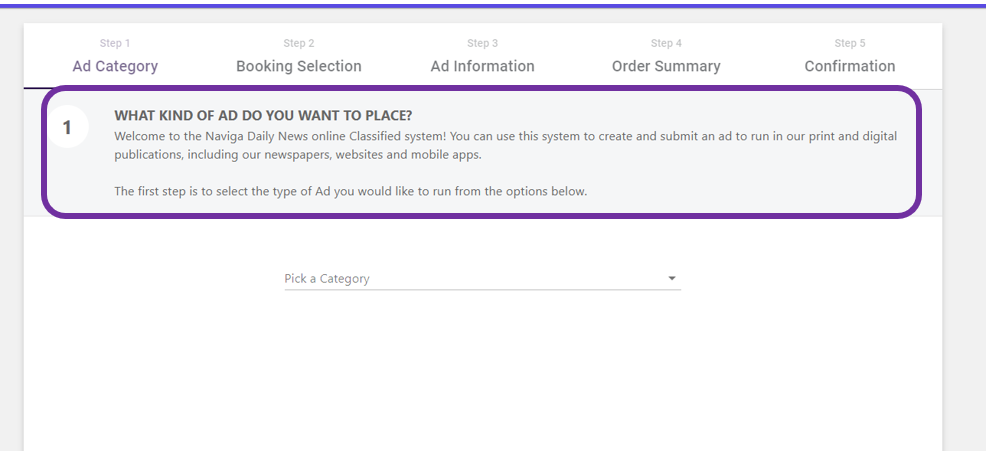 Step 1
Step 2
Step 3
Step 4
Step 5
Ad Category
Booking Selection
Ad Information
Order Summary
Confirmation
1
WHAT KIND OF AD DO YOU WANT TO PLACE?
Welcome to the Naviga Daily News online Classified system! You can use this system to create and submit an ad to run in our print and digital
publications, including our newspapers, websites and mobile apps.
The first step is to select the type of Ad you would like to run from the options below.
Pick a Category